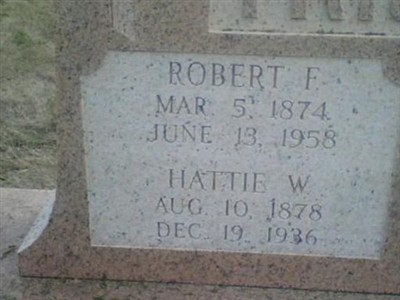 ROBERT F.
MAR. 5, 1874
JUNE 13, 1958
HATTIE W.
AUG. 10, 1878
DEC. 19, 1936